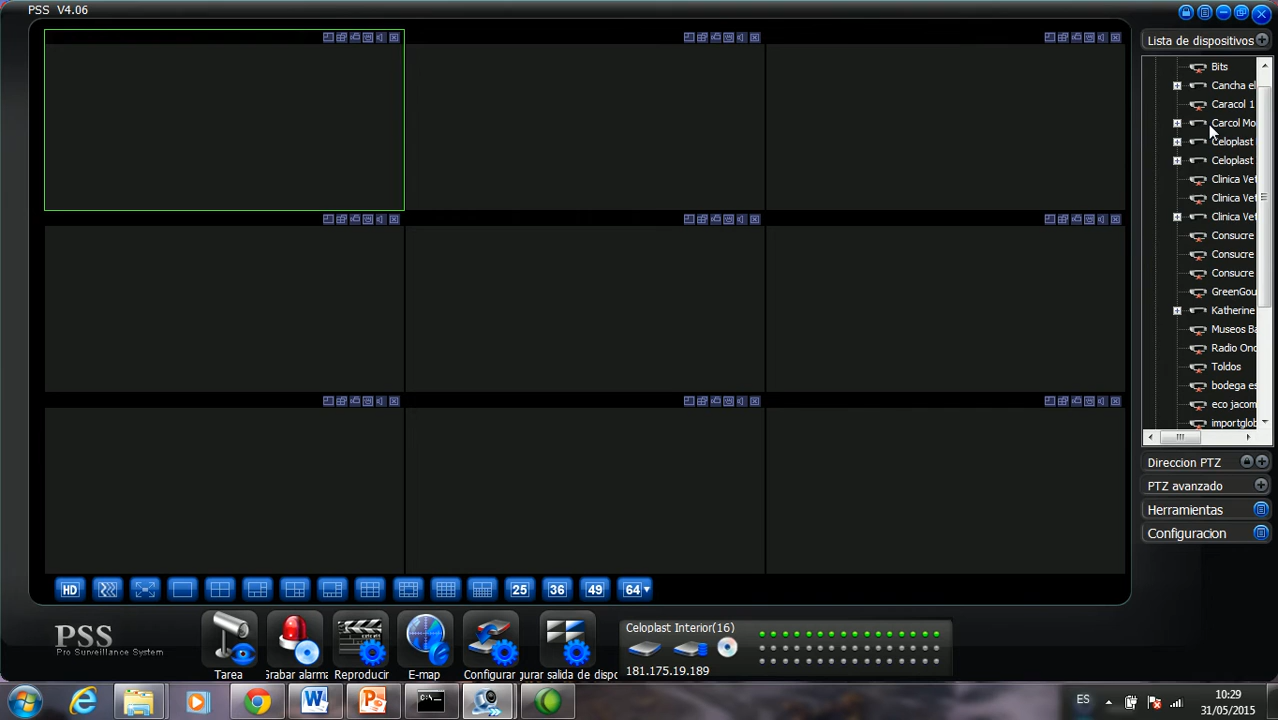 PSS V4.06
Lista de dispositivos
Bits
Cancha el
Caracol 1
Carcol Mo
Celoplast
Celoplast
Clinica Vet
Clinica Vet
Clinica Vet
Consucre
Consucre
Consucre
GreenGou
Katherine
Museos Ba
Radio Onc
Toldos
bodega es
eco jacom
importglob
Direccion PTZ
PTZ avanzado
Herramientas
Configuracion
HD
25
36
49
64
PSS
Pro Surveillance System
Tarea
Grabar alarma
Reproducir
E-map
Configurar
gurar salida de dispo
Celoplast Interior(16)
181.175.19.189
ES
10:29
31/05/2015